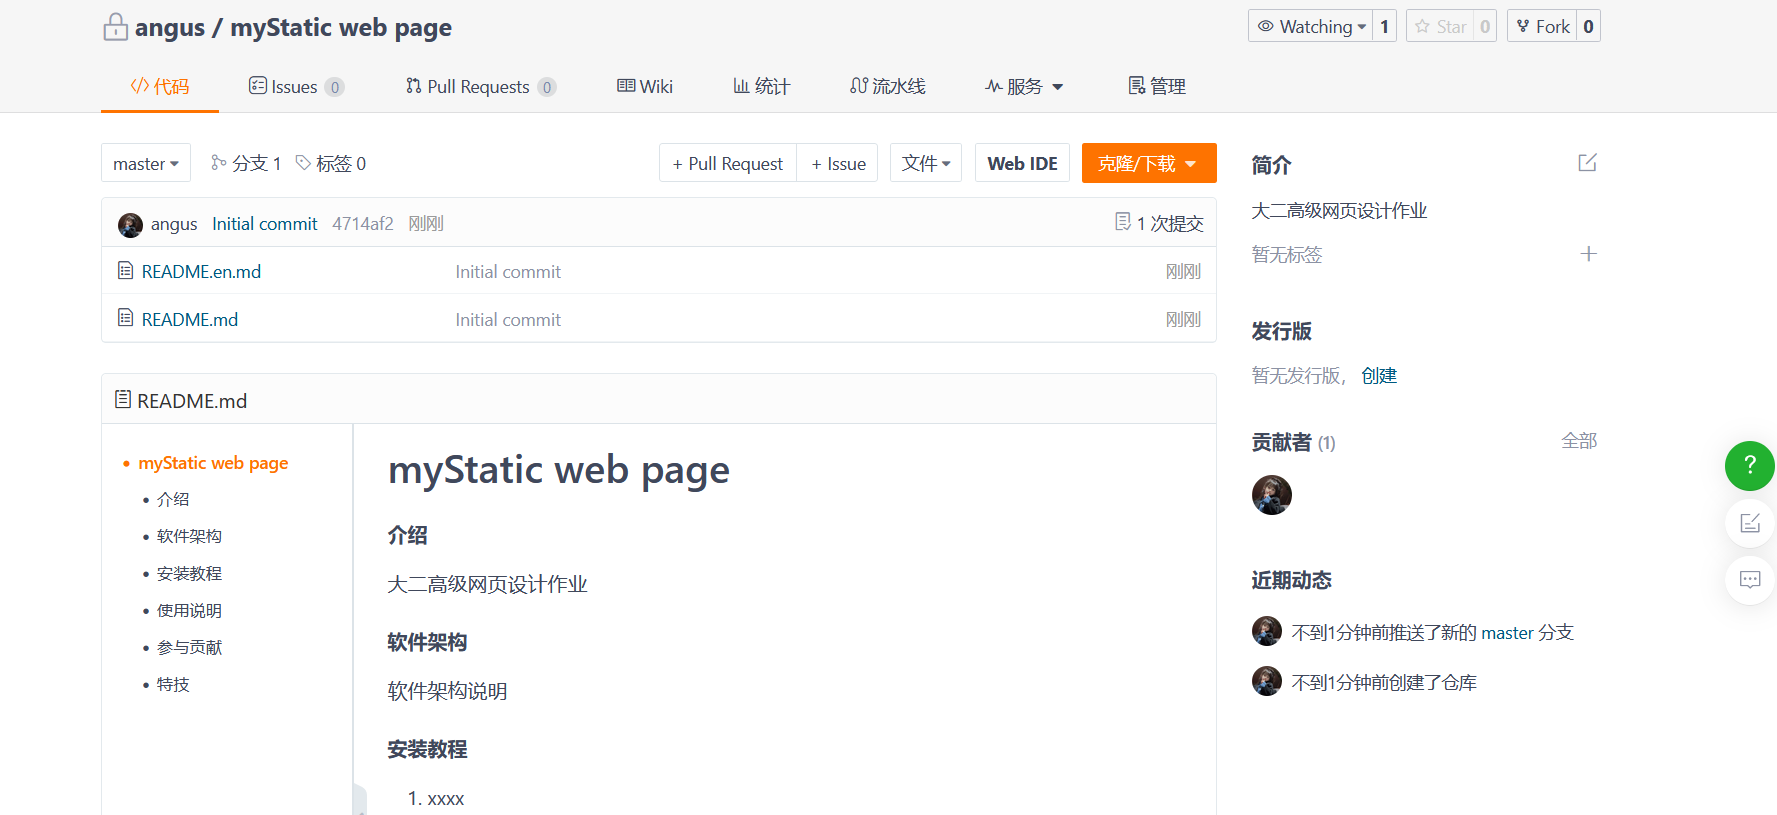 angus / myStatic web page
Watching 1 Star 0 Fork 0
代码 Issues 0 Pull Requests 0 Wiki 统计 流水线 服务 管理
master 分支 1 标签 0 + Pull Request + Issue 文件 Web IDE 克隆/下载
angus Initial commit 4714af2 刚刚 1 次提交
README.en.md Initial commit 刚刚
README.md Initial commit 刚刚
README.md
myStatic web page
介绍
软件架构
安装教程
使用说明
参与贡献
特技
myStatic web page
介绍
大二高级网页设计作业
软件架构
软件架构说明
安装教程
1. xxxx
简介
大二高级网页设计作业
暂无标签
发行版
暂无发行版， 创建
贡献者 (1) 全部
近期动态
不到1分钟前推送了新的 master 分支
不到1分钟前创建了仓库
?